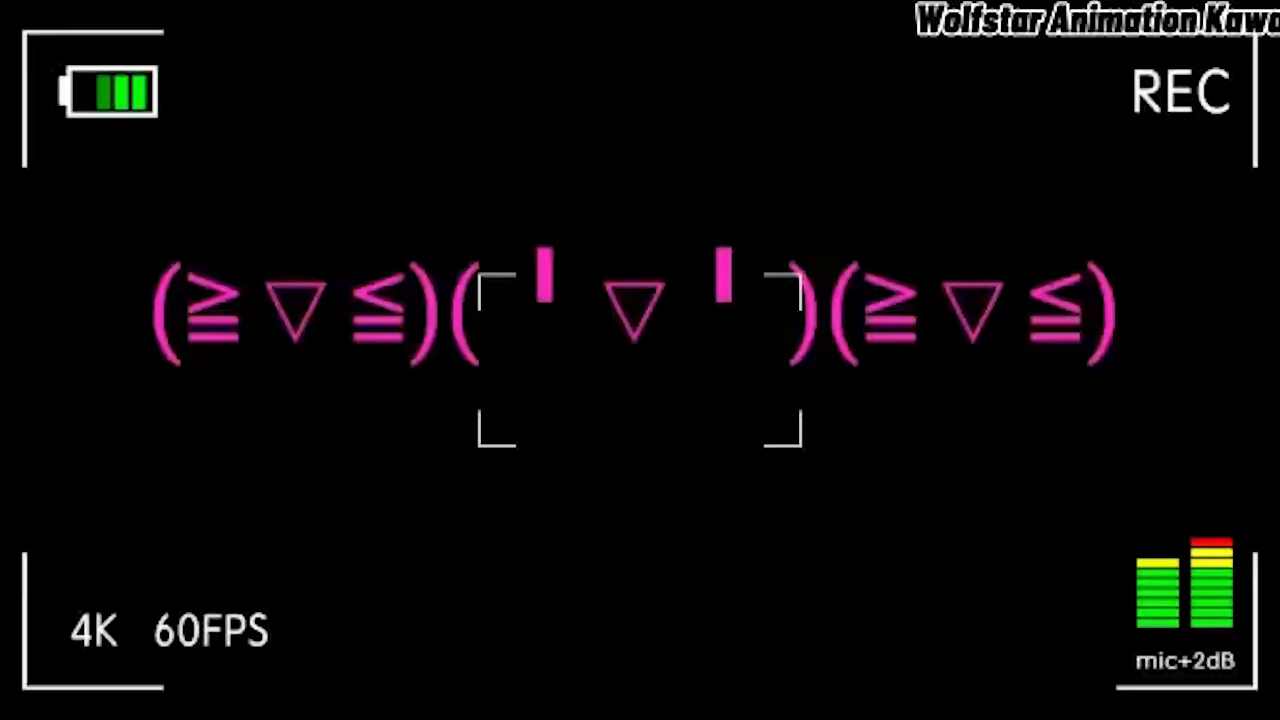 Wolfstar Animation Kawa
REC
(≧ ▽ ≦)( ╹ ▽ ╹ )(≧ ▽ ≦)
4K 60FPS
mic+2dB